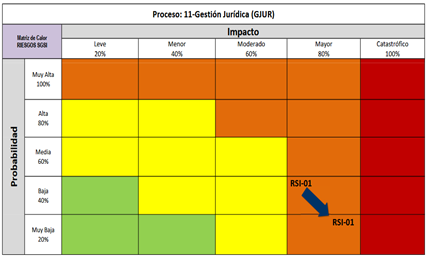 Proceso: 11-Gestión Jurídica (GJUR)
Matriz de Calor
RIESGOS SGSI
Impacto
Leve
20%
Menor
40%
Moderado
60%
Mayor
80%
Catastrófico
100%
Probabilidad
Muy Alta
100%
Alta
80%
Media
60%
Baja
40%
RSI-01
Muy Baja
20%
RSI-01